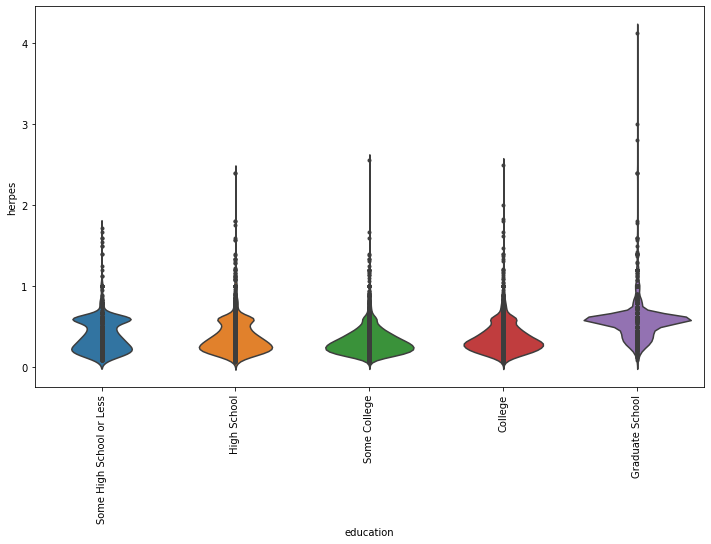 4
3
2
1
0
herpes
Some High School or Less
High School
Some College
College
Graduate School
education